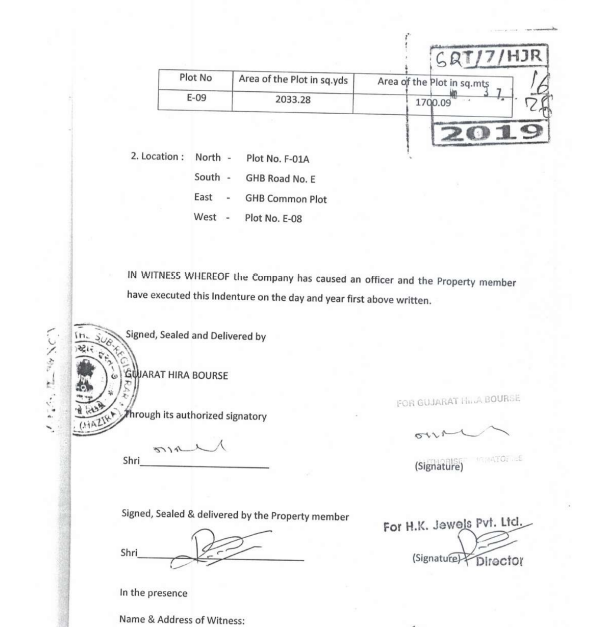 SRT/7/HJR
Plot No Area of the Plot in sq.yds Area of the Plot in sq.mts
E-09 2033.28 1700.09
16
28
2019
2. Location : North - Plot No. F-01A
South - GHB Road No. E
East - GHB Common Plot
West - Plot No. E-08
IN WITNESS WHEREOF the Company has caused an officer and the Property member
have executed this Indenture on the day and year first above written.
Signed, Sealed and Delivered by
GUJARAT HIRA BOURSE
SUB-REGISTRAR
(HAZIRA)
Through its authorized signatory
FOR GUJARAT HIRA BOURSE
Shri
(Signature)
Signed, Sealed & delivered by the Property member
For H.K. Jewels Pvt. Ltd.
Shri
(Signature) Director
In the presence
Name & Address of Witness: